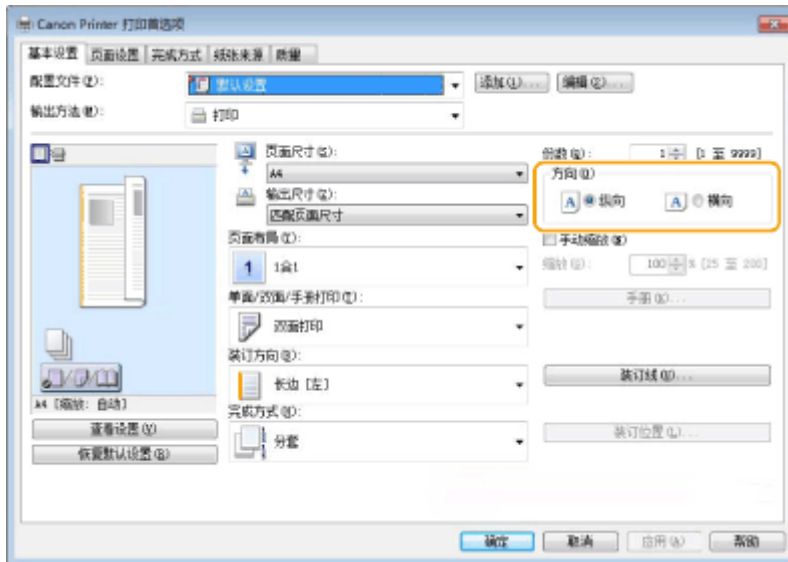 Canon Printer 打印首选项
基本设置 页面设置 完成方式 纸张来源 质量
配置文件(F): 默认设置 添加(1)... 编辑(2)...
输出方法(M): 打印
页面尺寸(S): 份数(C): 1 [1 至 9999]
A4 方向(O)
输出尺寸(Z): A 纵向 A 横向
匹配页面尺寸
页面布局(Y): 手动缩放(N)
1 1合1 缩放(G): 100 % [25 至 200]
单面/双面/手册打印(T): 手册(K)...
双面打印
装订方向(B):
长边 [左] 装订线(Q)...
A4 [缩放: 自动]
完成方式(H):
查看设置(V) 分套 装订位置(L)...
恢复默认设置(R)
确定 取消 应用(A) 帮助